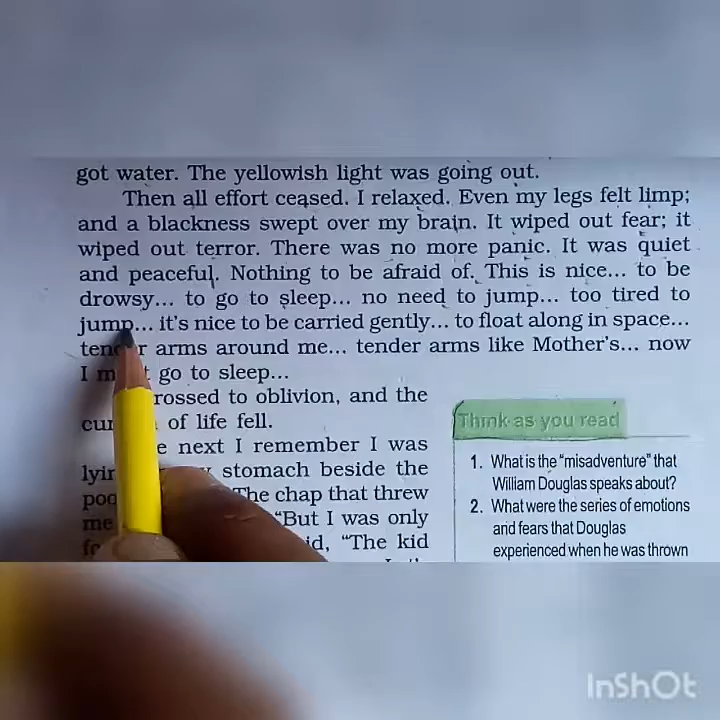 got water. The yellowish light was going out.
Then all effort ceased. I relaxed. Even my legs felt limp;
and a blackness swept over my brain. It wiped out fear; it
wiped out terror. There was no more panic. It was quiet
and peaceful. Nothing to be afraid of. This is nice... to be
drowsy... to go to sleep... no need to jump... too tired to
jump... it's nice to be carried gently... to float along in space...
tender arms around me... tender arms like Mother's... now
I go to sleep...
rossed to oblivion, and the
of life fell.
e next I remember I was
stomach beside the
The chap that threw
me "But I was only
id, "The kid
Think as you read
1. What is the "misadventure" that
William Douglas speaks about?
2. What were the series of emotions
and fears that Douglas
experienced when he was thrown
InShOt